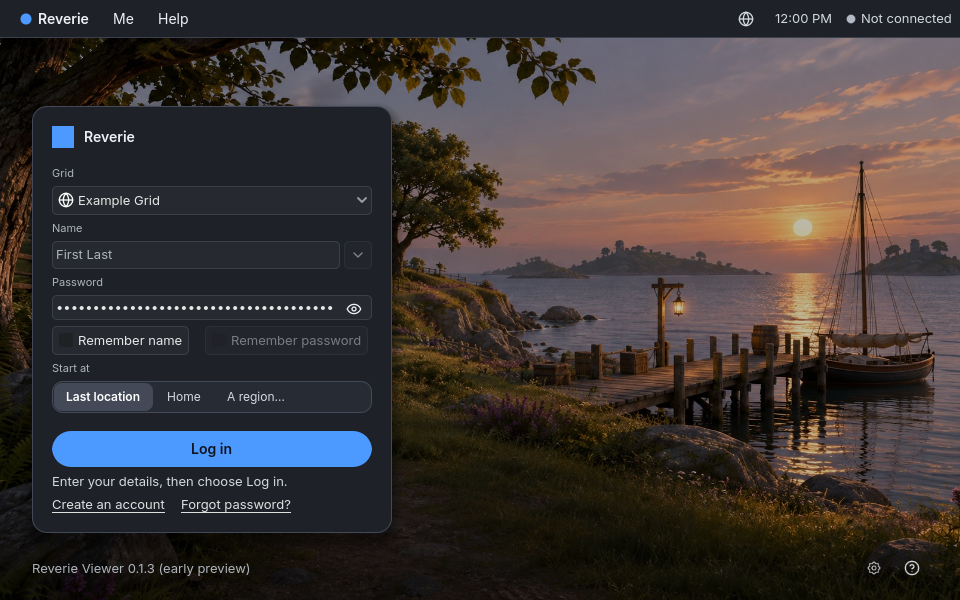 Reverie Me Help 12:00 PM Not connected
Reverie
Grid
Example Grid
Name
First Last
Password
••••••••••••••••••••••••••••••••••••••
Remember name Remember password
Start at
Last location Home A region...
Log in
Enter your details, then choose Log in.
Create an account Forgot password?
Reverie Viewer 0.1.3 (early preview)